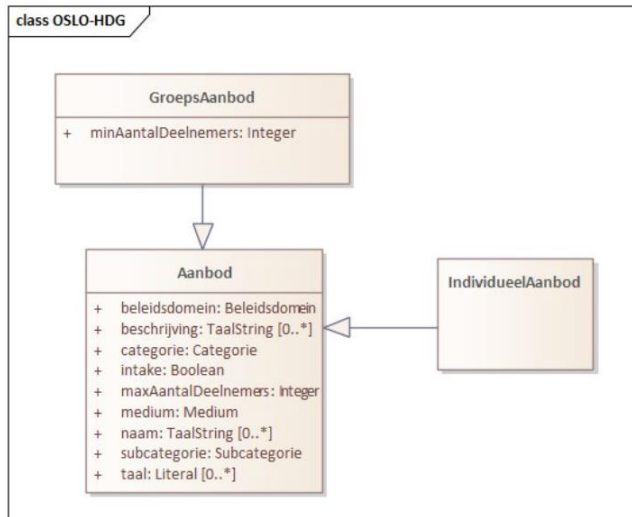 class OSLO-HDG
GroepsAanbod
+ minAantalDeelnemers: Integer
Aanbod
+ beleidsdomein: Beleidsdomein
+ beschrijving: TaalString [0..*]
+ categorie: Categorie
+ intake: Boolean
+ maxAantalDeelnemers: Integer
+ medium: Medium
+ naam: TaalString [0..*]
+ subcategorie: Subcategorie
+ taal: Literal [0..*]
IndividueelAanbod